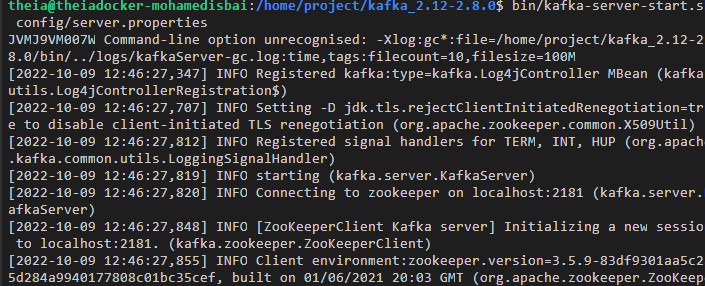 theia@theiadocker-mohamedisbai:/home/project/kafka_2.12-2.8.0$ bin/kafka-server-start.s
 config/server.properties
JVMJ9VM007W Command-line option unrecognised: -Xlog:gc*:file=/home/project/kafka_2.12-2
8.0/bin/../logs/kafkaServer-gc.log:time,tags:filecount=10,filesize=100M
[2022-10-09 12:46:27,347] INFO Registered kafka:type=kafka.Log4jController MBean (kafka
utils.Log4jControllerRegistration$)
[2022-10-09 12:46:27,707] INFO Setting -D jdk.tls.rejectClientInitiatedRenegotiation=tr
e to disable client-initiated TLS renegotiation (org.apache.zookeeper.common.X509Util)
[2022-10-09 12:46:27,812] INFO Registered signal handlers for TERM, INT, HUP (org.apach
.kafka.common.utils.LoggingSignalHandler)
[2022-10-09 12:46:27,819] INFO starting (kafka.server.KafkaServer)
[2022-10-09 12:46:27,820] INFO Connecting to zookeeper on localhost:2181 (kafka.server.
afkaServer)
[2022-10-09 12:46:27,848] INFO [ZooKeeperClient Kafka server] Initializing a new sessio
 to localhost:2181. (kafka.zookeeper.ZooKeeperClient)
[2022-10-09 12:46:27,855] INFO Client environment:zookeeper.version=3.5.9-83df9301aa5c2
5d284a9940177808c01bc35cef, built on 01/06/2021 20:03 GMT (org.apache.zookeeper.ZooKeep